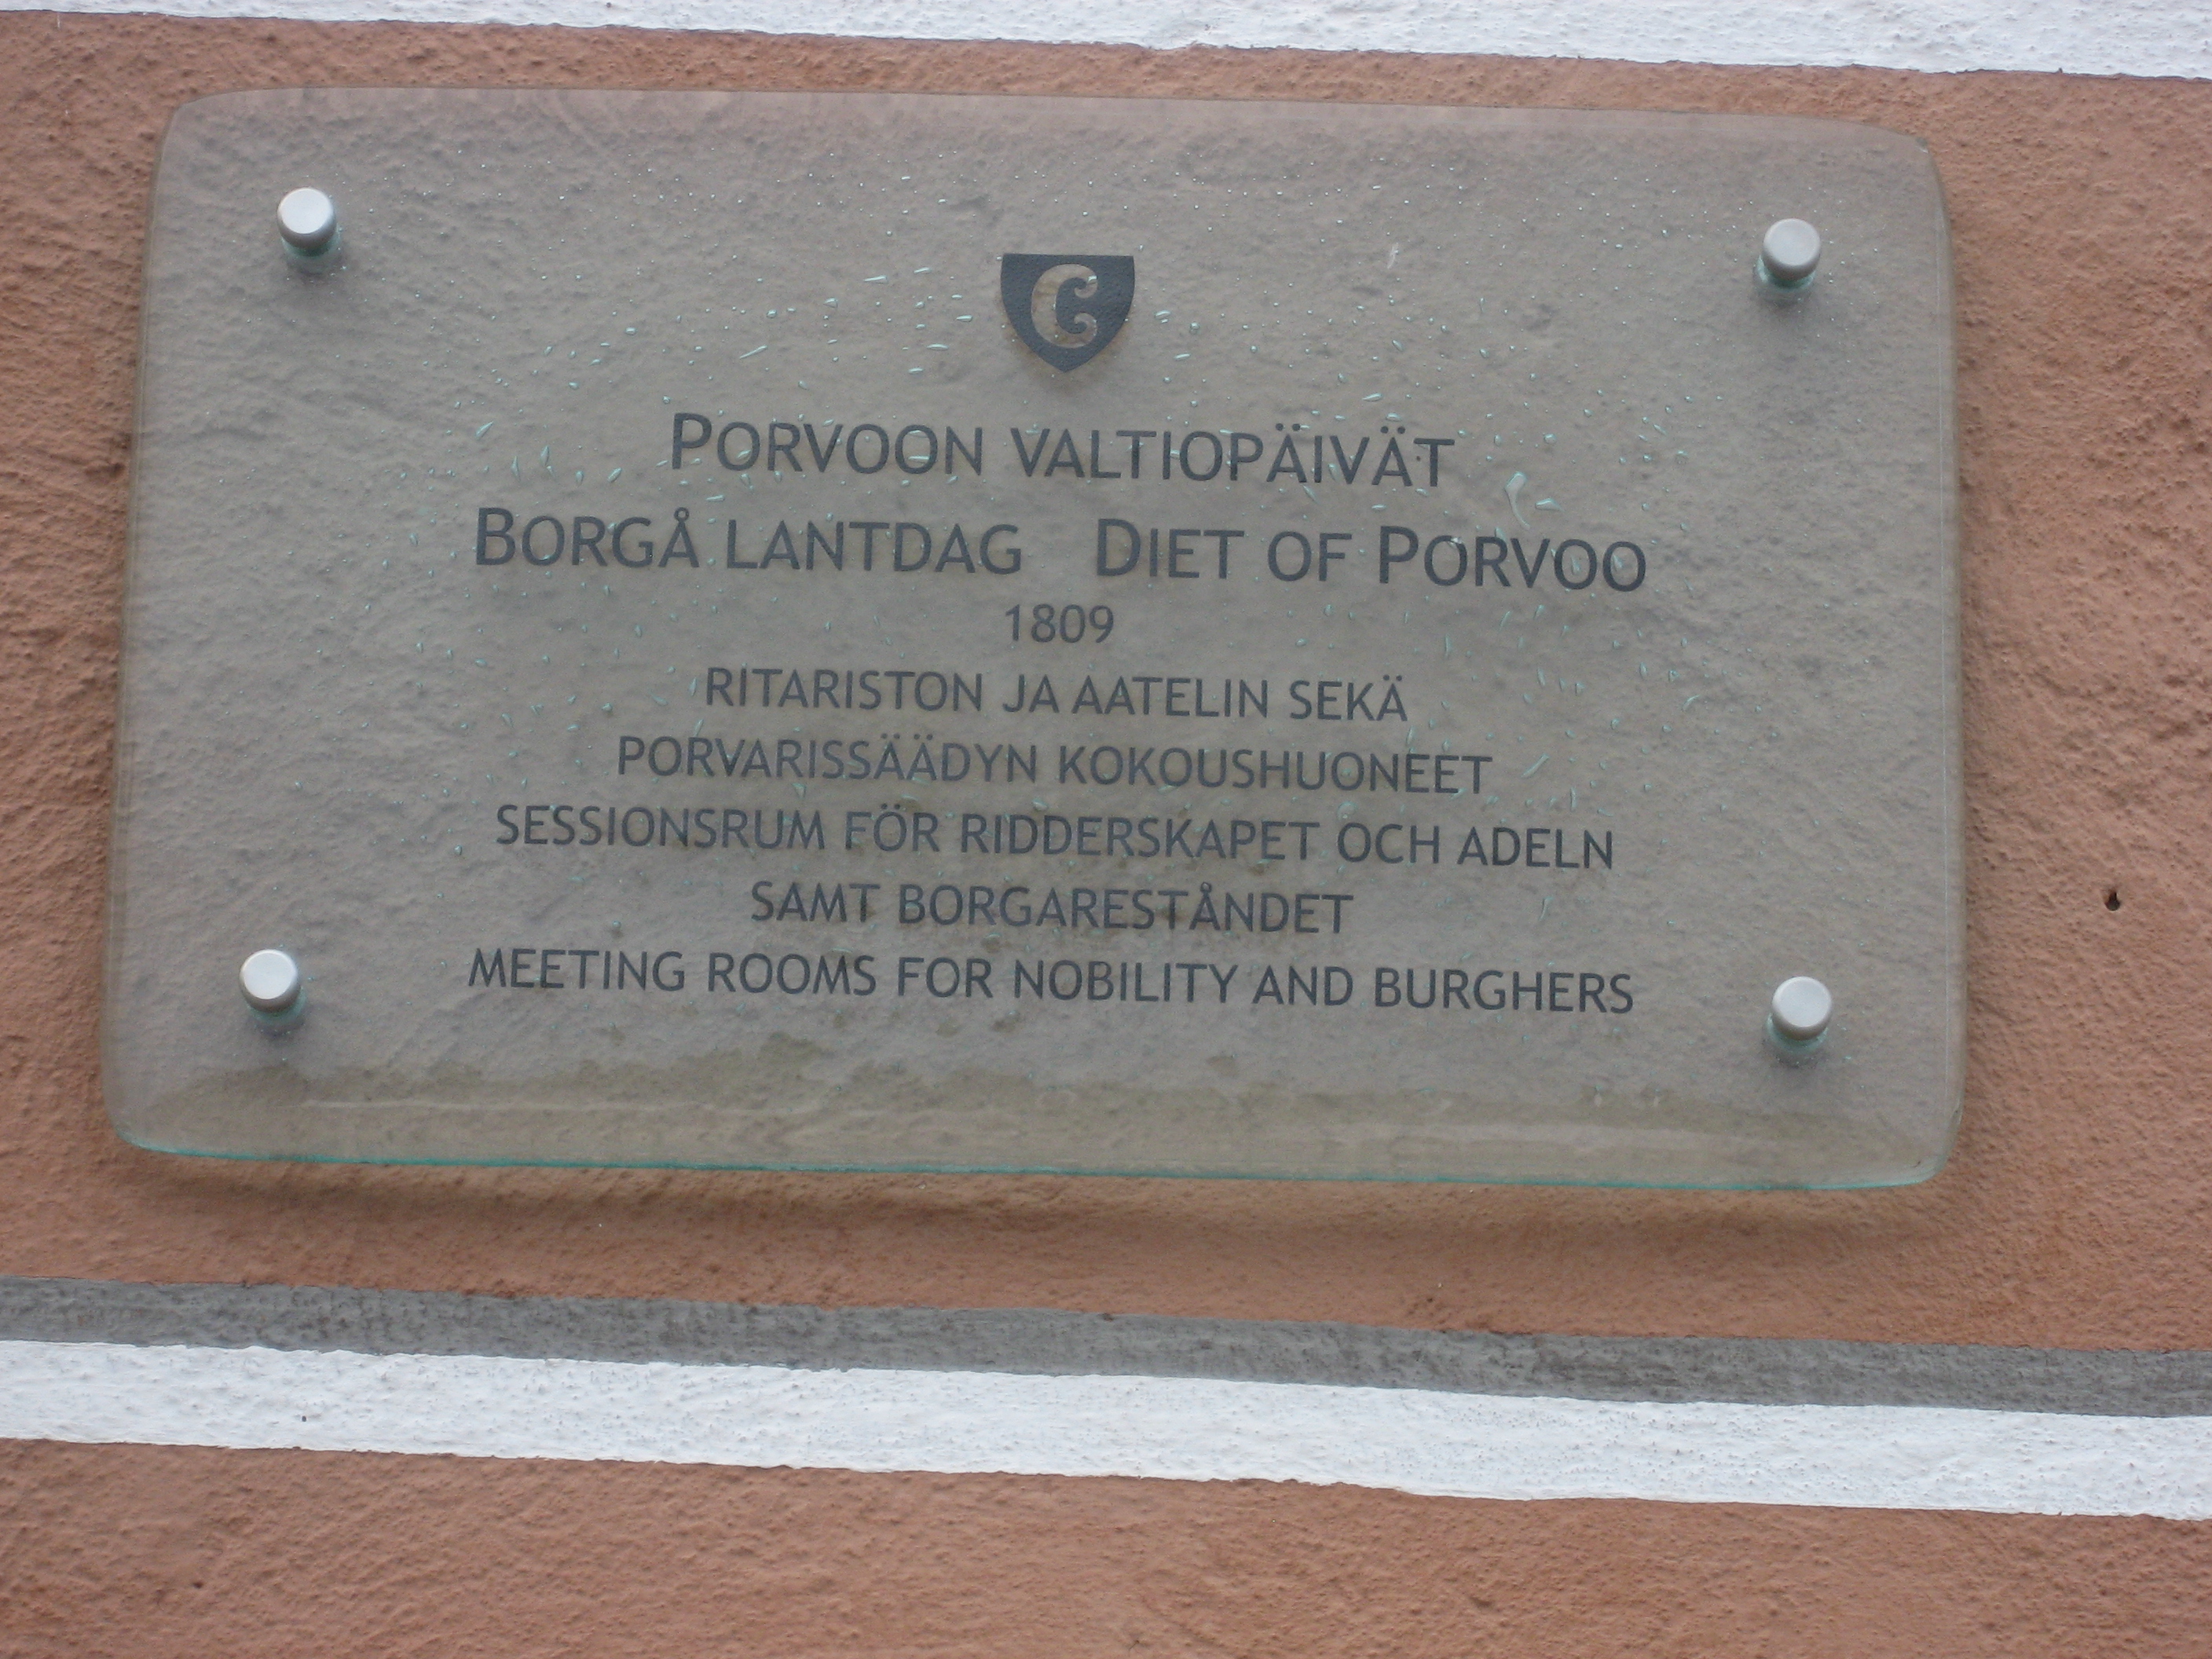 C
PORVOON VALTIOPÄIVÄT
BORGÅ LANTDAG DIET OF PORVOO
1809
RITARISTON JA AATELIN SEKÄ
PORVARISSÄÄDYN KOKOUSHUONEET
SESSIONSRUM FÖR RIDDERSKAPET OCH ADELN
SAMT BORGARESTÅNDET
MEETING ROOMS FOR NOBILITY AND BURGHERS